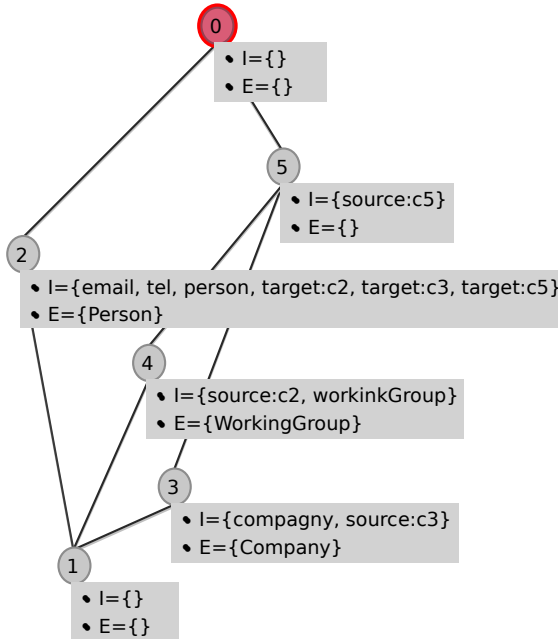 0
• I={}
• E={}
5
• I={source:c5}
• E={}
2
• I={email, tel, person, target:c2, target:c3, target:c5}
• E={Person}
4
• I={source:c2, workinkGroup}
• E={WorkingGroup}
3
• I={compagny, source:c3}
• E={Company}
1
• I={}
• E={}